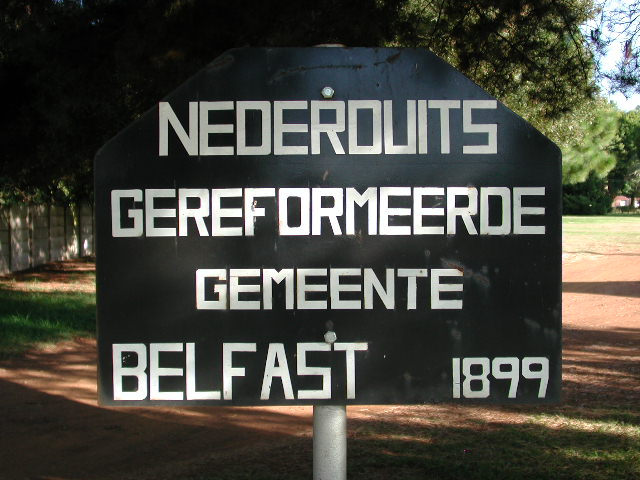 NEDERDUITS
GEREFORMEERDE
GEMEENTE
BELFAST 1899